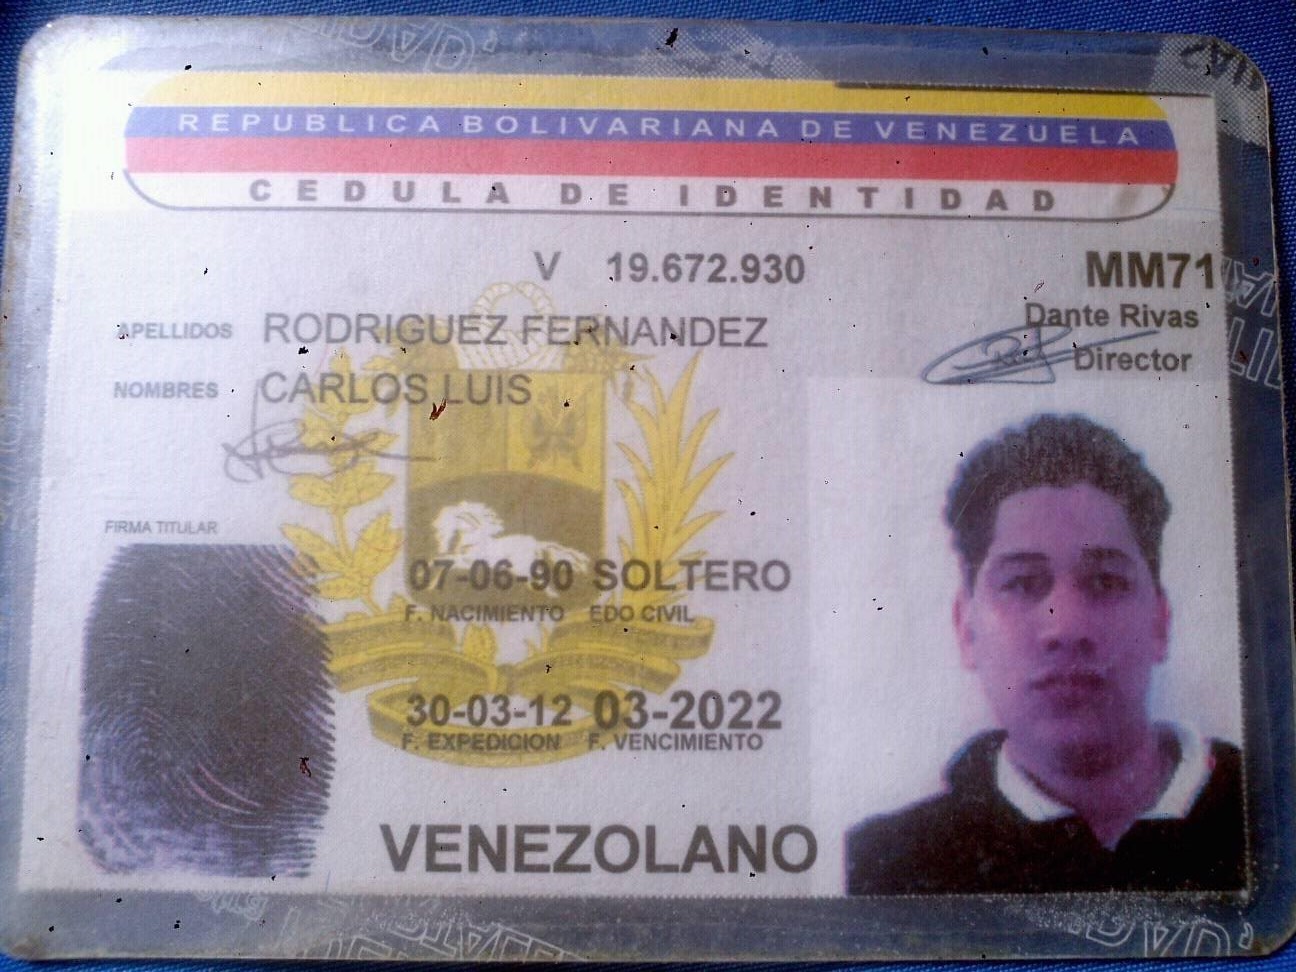 REPUBLICA BOLIVARIANA DE VENEZUELA
CEDULA DE IDENTIDAD
V 19.672.930 MM71
APELLIDOS RODRIGUEZ FERNANDEZ
Dante Rivas
Director
NOMBRES CARLOS LUIS
FIRMA TITULAR
07-06-90 SOLTERO
F. NACIMIENTO EDO CIVIL
30-03-12 03-2022
F. EXPEDICION F. VENCIMIENTO
VENEZOLANO